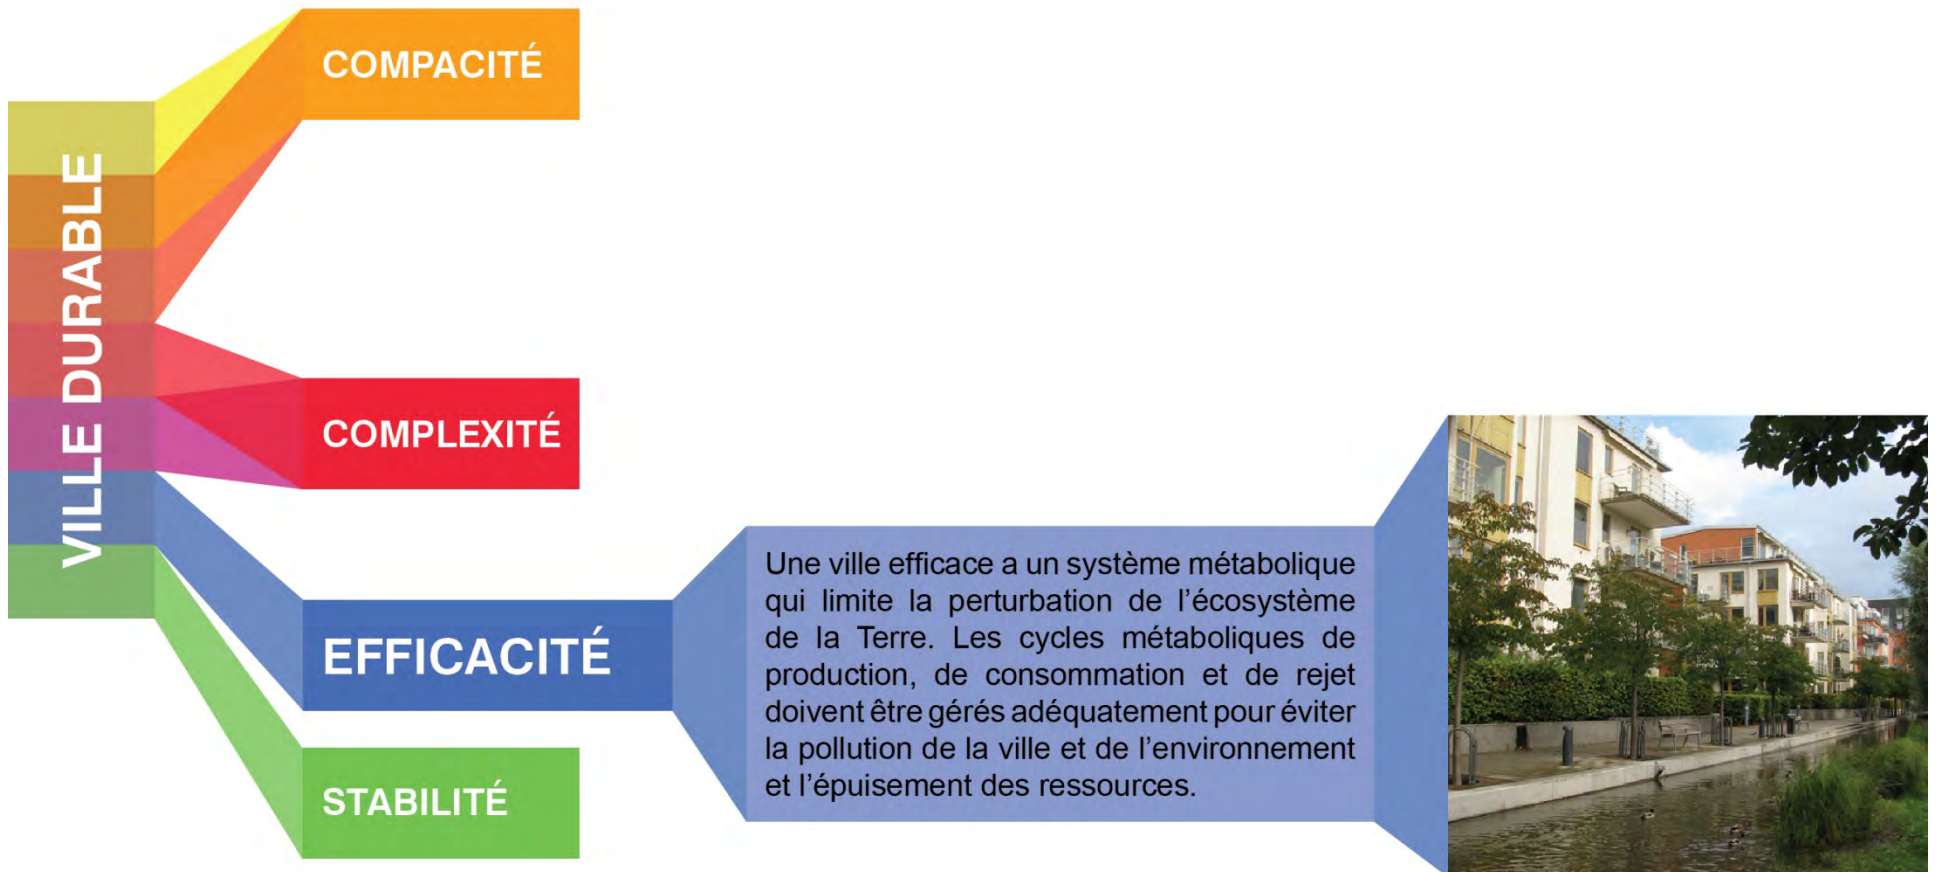 VILLE DURABLE
COMPACITÉ
COMPLEXITÉ
EFFICACITÉ
Une ville efficace a un système métabolique
qui limite la perturbation de l’écosystème
de la Terre. Les cycles métaboliques de
production, de consommation et de rejet
doivent être gérés adéquatement pour éviter
la pollution de la ville et de l’environnement
et l’épuisement des ressources.
STABILITÉ